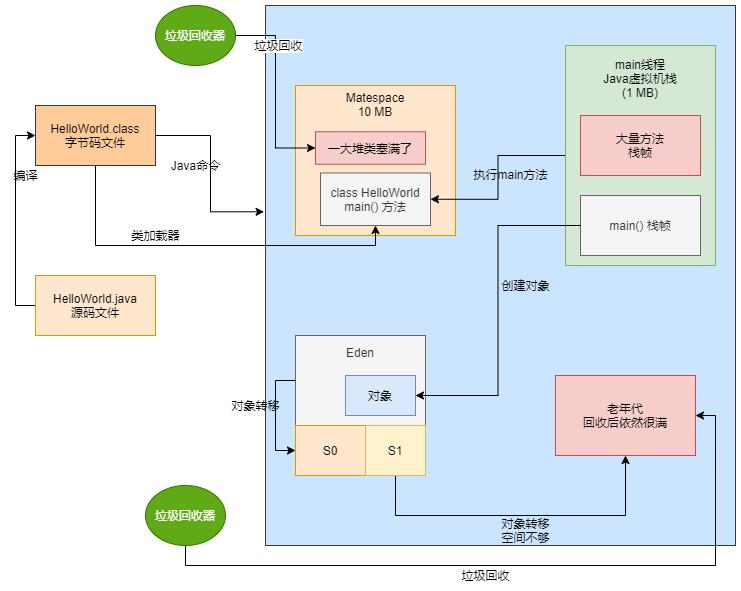 垃圾回收器
垃圾回收
main线程
Java虚拟机栈
(1 MB)
Matespace
10 MB
HelloWorld.class
字节码文件
一大堆类塞满了
大量方法
栈帧
编译
Java命令
执行main方法
class HelloWorld
main() 方法
main() 栈帧
类加载器
HelloWorld.java
源码文件
创建对象
Eden
对象
对象转移
老年代
回收后依然很满
S0
S1
垃圾回收器
对象转移
空间不够
垃圾回收